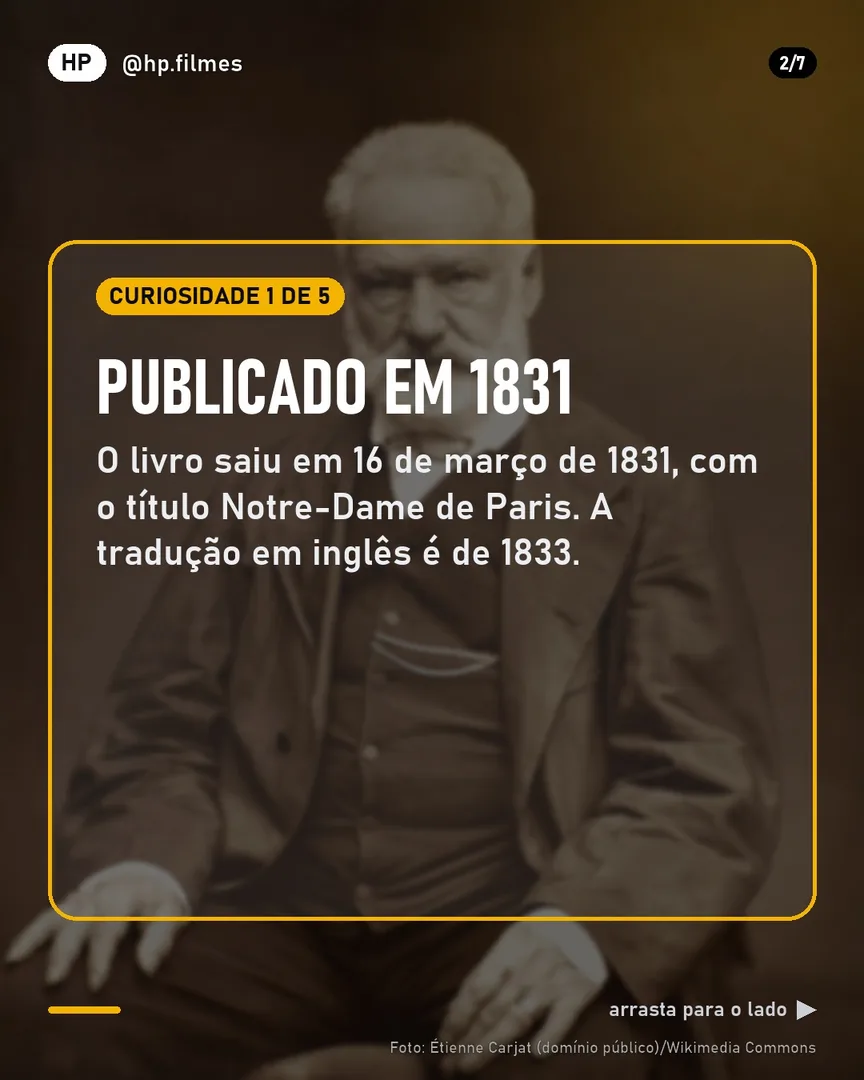 HP @hp.filmes
2/7
CURIOSIDADE 1 DE 5
PUBLICADO EM 1831
O livro saiu em 16 de março de 1831, com
o título Notre-Dame de Paris. A
tradução em inglês é de 1833.
arrasta para o lado ▶
Foto: Étienne Carjat (domínio público)/Wikimedia Commons